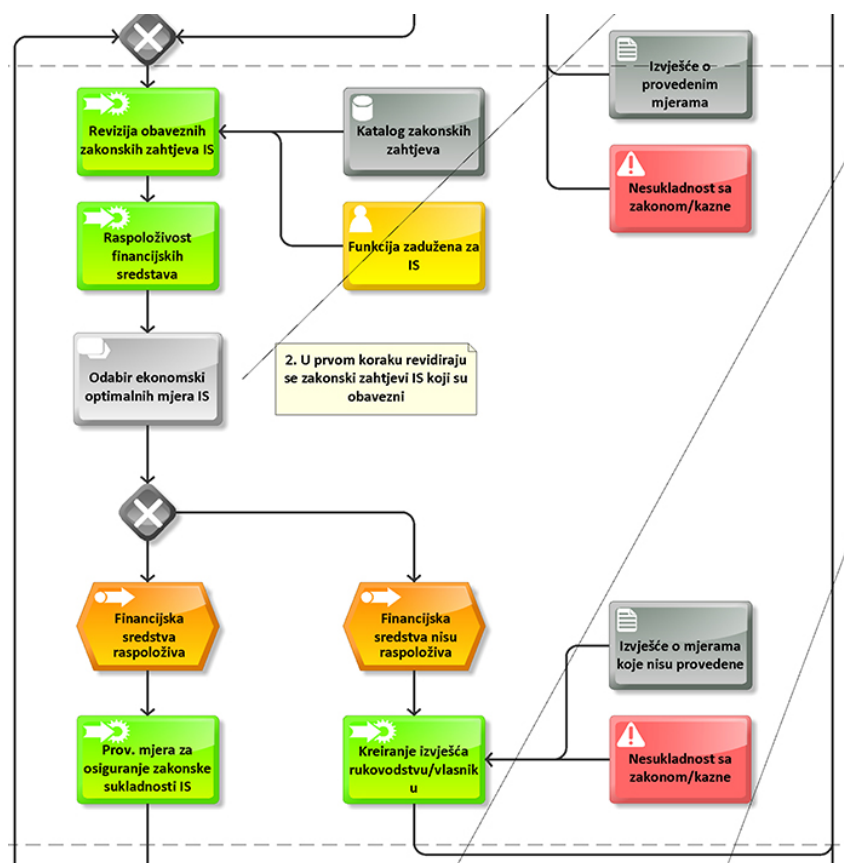 Izvješće o
provedenim
mjerama
Revizija obaveznih
zakonskih zahtjeva IS
Katalog zakonskih
zahtjeva
Nesukladnost sa
zakonom/kazne
Raspoloživost
financijskih
sredstava
Funkcija zadužena za
IS
Odabir ekonomski
optimalnih mjera IS
2. U prvom koraku revidiraju
se zakonski zahtjevi IS koji su
obavezni
Financijska
sredstva
raspoloživa
Financijska
sredstva nisu
raspoloživa
Izvješće o mjerama
koje nisu provedene
Prov. mjera za
osiguranje zakonske
sukladnosti IS
Kreiranje izvješća
rukovodstvu/vlasnik
u
Nesukladnost sa
zakonom/kazne